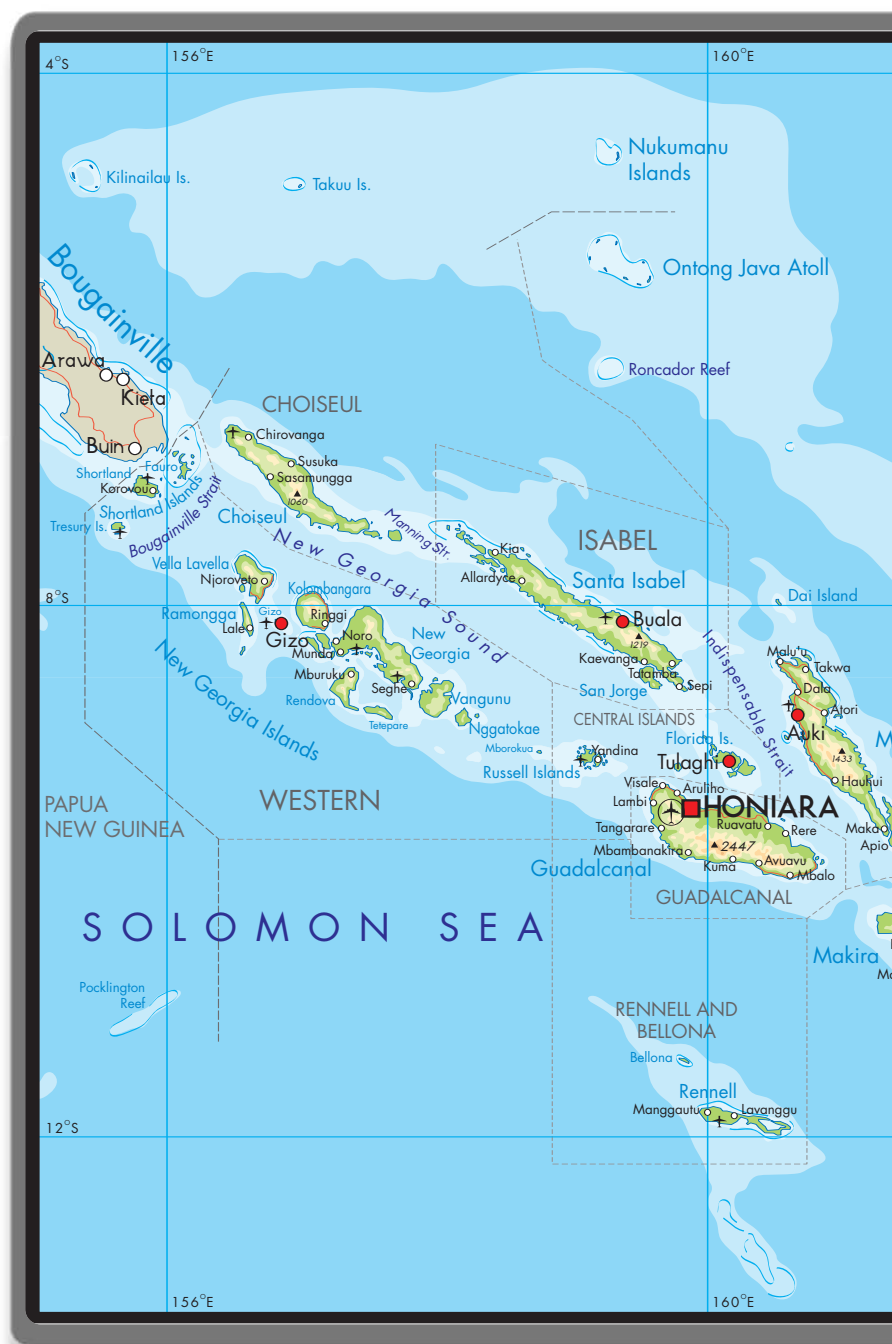 156°E
160°E
4°S
Nukumanu
Islands
Kilinailau Is.
Takuu Is.
Ontong Java Atoll
Bougainville
Roncador Reef
Arawa
Kieta
CHOISEUL
Chirovanga
Buin
Susuka
Shortland
Fauro
Sasamungga
Korovou
1060
Shortland Islands
Choiseul
Manning Str.
Tresury Is.
Bougainville Strait
New Georgia Sound
ISABEL
Kia
Vella Lavella
Allardyce
Santa Isabel
Njoroveto
Kolombangara
Dai Island
8°S
Ramongga
Gizo
Ringgi
Buala
Lale
Gizo
Noro
New
Georgia
1219
Indispensable Strait
Munda
Kaevanga
Malu'u
Takwa
Mburuku
Tatamba
New Georgia Islands
Seghe
San Jorge
Sepi
Dala
Rendova
Vangunu
Atori
Tetepare
Nggatokae
CENTRAL ISLANDS
Auki
Florida Is.
M
Mborokua
Yandina
Tulaghi
1433
Russell Islands
Visale
Aruliho
Hauhui
PAPUA
NEW GUINEA
WESTERN
Lambi
HONIARA
Tangarare
Ruavatu
Rere
Maka
Mbambanakira
2447
Apio
Guadalcanal
Kuma
Avuavu
Mbalo
GUADALCANAL
SOLOMON SEA
Makira
Ma
Pocklington
Reef
RENNELL AND
BELLONA
Bellona
Rennell
Manggautu
Lavanggu
12°S
156°E
160°E